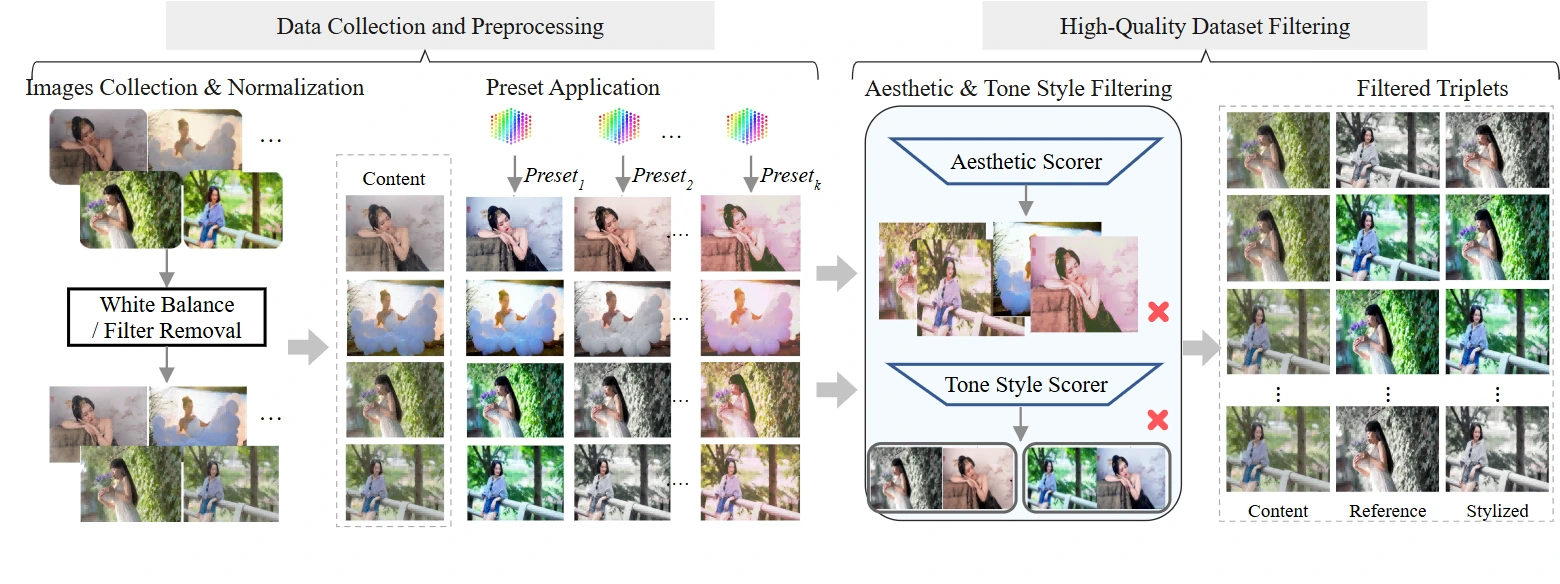 Data Collection and Preprocessing
High-Quality Dataset Filtering
Images Collection & Normalization
Preset Application
Aesthetic & Tone Style Filtering
Filtered Triplets
...
...
Preset1
Preset2
Presetk
Content
Aesthetic Scorer
...
White Balance
/ Filter Removal
...
Tone Style Scorer
...
...
...
Content
Reference
Stylized